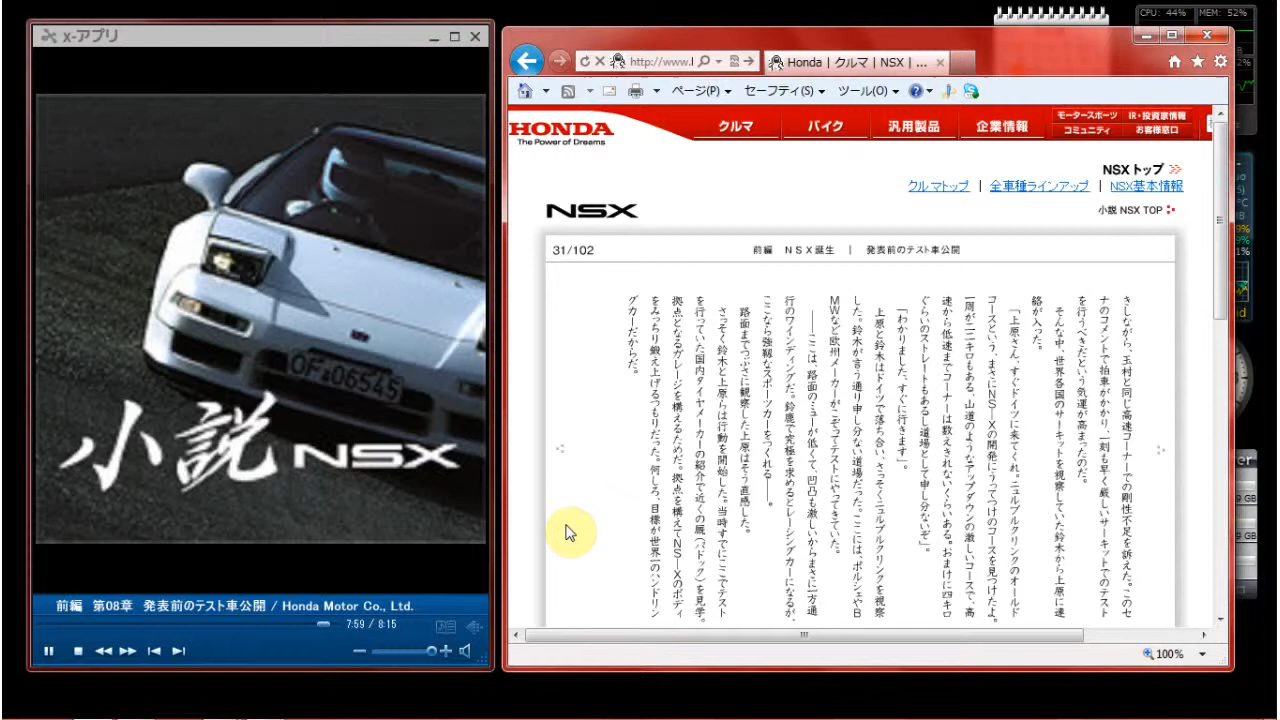 x-アプリ
OF:06545
小説NSX
前編 第08章 発表前のテスト車公開 / Honda Motor Co., Ltd.
7:59 / 8:15
CPU: 44% MEM: 52%
http://www.l
Honda | クルマ | NSX | ...
ページ(P) セーフティ(S) ツール(O)
HONDA
The Power of Dreams
クルマ バイク 汎用製品 企業情報
モータースポーツ IR・投資家情報
コミュニティ お客様窓口
NSXトップ
クルマトップ | 全車種ラインアップ | NSX基本情報
NSX
小説 NSX TOP
31/102
前編 NSX誕生 | 発表前のテスト車公開
きしながら、玉村と同じ高速コーナーでの剛性不足を訴えた。このセ
ナのコメントで拍車がかかり、一刻も早く厳しいサーキットでのテスト
を行うべきだという気運が高まったのだ。
そんな中、世界各国のサーキットを視察していた鈴木から上原に連
絡が入った。
「上原さん、すぐドイツに来てくれ。ニュルブルクリンクのオールド
コースという、まさにNS―Xの開発にうってつけのコースを見つけたよ。
一周が二一キロもある、山道のようなアップダウンの激しいコースで、高
速から低速までコーナーは数えきれないくらいある。おまけに四キロ
ぐらいのストレートもあるし道場として申し分ないぞ」。
「わかりました。すぐに行きます」。
上原と鈴木はドイツで落ち合い、さっそくニュルブルクリンクを視察
した。鈴木が言う通り申し分ない道場だった。ここには、ポルシェやB
MWなど欧州メーカーがこぞってテストにやってきていた。
――ここは、路面のミューが低くて、凹凸も激しいからまさに一方通
行のワインディングだ。鈴鹿で究極を求めるとレーシングカーになるが、
ここなら強靭なスポーツカーをつくれる――。
路面までつぶさに観察した上原はそう直感した。
さっそく鈴木と上原らは行動を開始した。当時すでにここでテスト
を行っていた国内タイヤメーカーの紹介で近くの厩(パドック)を見学。
拠点となるガレージを構えるためだ。拠点を構えてNS―Xのボディ
をみっちり鍛え上げるつもりだった。何しろ、目標が世界一のハンドリン
グカーだからだ。
100%